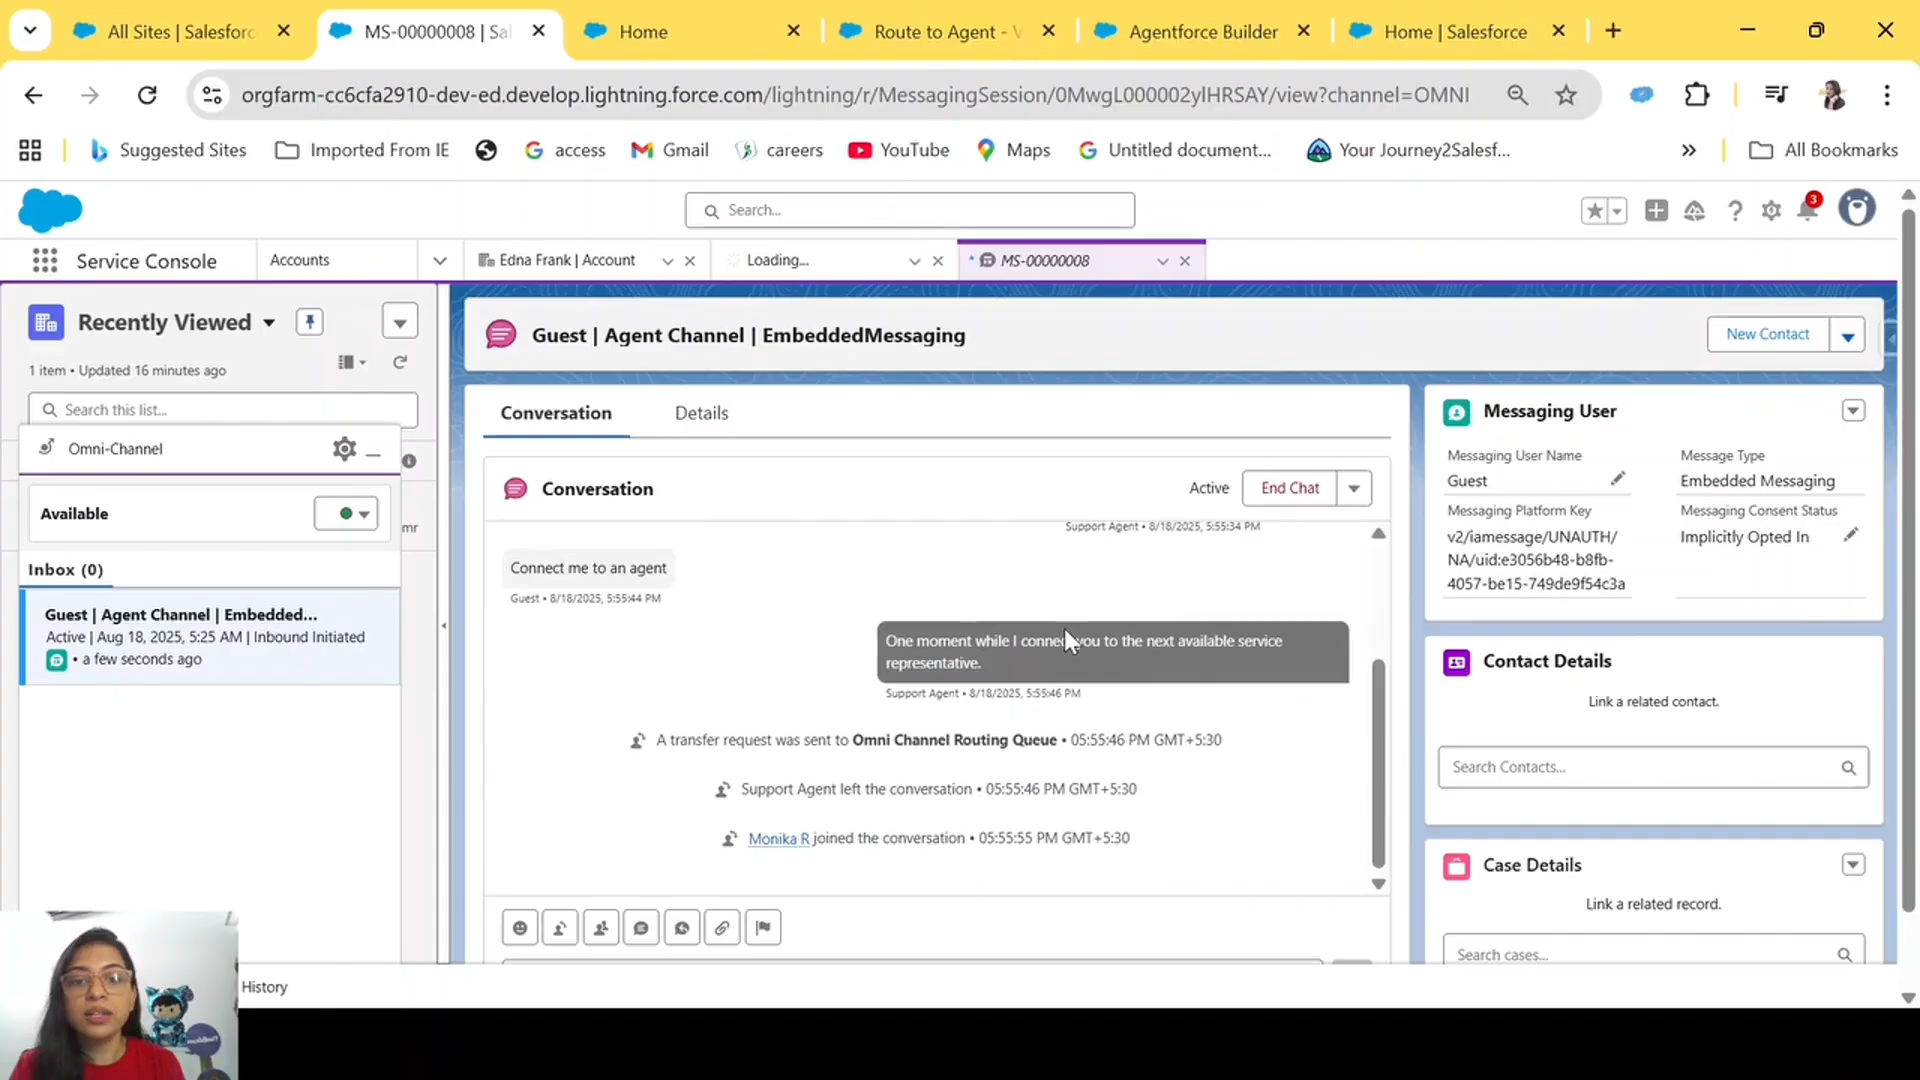 All Sites | Salesforc
MS-00000008 | Sal
Home
Route to Agent - V
Agentforce Builder
Home | Salesforce
orgfarm-cc6cfa2910-dev-ed.develop.lightning.force.com/lightning/r/MessagingSession/0MwgL000002ylHRSAY/view?channel=OMNI
Suggested Sites
Imported From IE
access
Gmail
careers
YouTube
Maps
Untitled document...
Your Journey2Salesf...
All Bookmarks
Search...
3
Service Console
Accounts
Edna Frank | Account
Loading...
* MS-00000008
Recently Viewed
1 item • Updated 16 minutes ago
Search this list...
Omni-Channel
Available
mr
Inbox (0)
Guest | Agent Channel | Embedded...
Active | Aug 18, 2025, 5:25 AM | Inbound Initiated
• a few seconds ago
Guest | Agent Channel | EmbeddedMessaging
New Contact
Conversation
Details
Conversation
Active
End Chat
Support Agent • 8/18/2025, 5:55:34 PM
Connect me to an agent
Guest • 8/18/2025, 5:55:44 PM
One moment while I connect you to the next available service
representative.
Support Agent • 8/18/2025, 5:55:46 PM
A transfer request was sent to Omni Channel Routing Queue • 05:55:46 PM GMT+5:30
Support Agent left the conversation • 05:55:46 PM GMT+5:30
Monika R joined the conversation • 05:55:55 PM GMT+5:30
Messaging User
Messaging User Name
Guest
Message Type
Embedded Messaging
Messaging Platform Key
v2/iamessage/UNAUTH/
NA/uid:e3056b48-b8fb-
4057-be15-749de9f54c3a
Messaging Consent Status
Implicitly Opted In
Contact Details
Link a related contact.
Search Contacts...
Case Details
Link a related record.
Search cases...
History